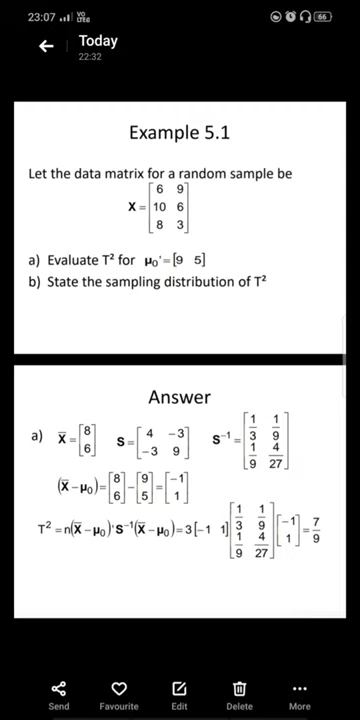 23:07 VO LTE 66
Today
22:32
Example 5.1
Let the data matrix for a random sample be
X = [6 9; 10 6; 8 3]
a) Evaluate T² for μ₀' = [9 5]
b) State the sampling distribution of T²
Answer
a) X̄ = [8; 6] S = [4 −3; −3 9] S⁻¹ = [1/3 1/9; 1/9 4/27]
(X̄ − μ₀) = [8; 6] − [9; 5] = [−1; 1]
T² = n(X̄ − μ₀)'S⁻¹(X̄ − μ₀) = 3[−1 1][1/3 1/9; 1/9 4/27][−1; 1] = 7/9
Send Favourite Edit Delete More